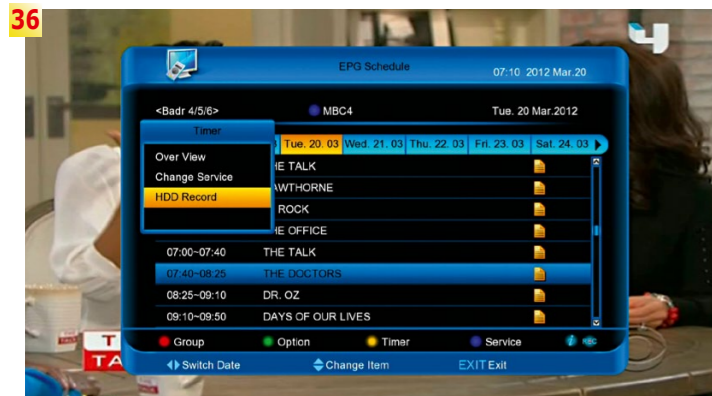 36
EPG Schedule
07:10 2012 Mar.20
<Badr 4/5/6>
MBC4
Tue. 20 Mar.2012
Timer
Tue. 20. 03 Wed. 21. 03 Thu. 22. 03 Fri. 23. 03 Sat. 24. 03
Over View
HE TALK
Change Service
AWTHORNE
HDD Record
ROCK
HE OFFICE
07:00~07:40 THE TALK
07:40~08:25 THE DOCTORS
08:25~09:10 DR. OZ
09:10~09:50 DAYS OF OUR LIVES
Group Option Timer Service i
Switch Date Change Item EXIT Exit
T
TA